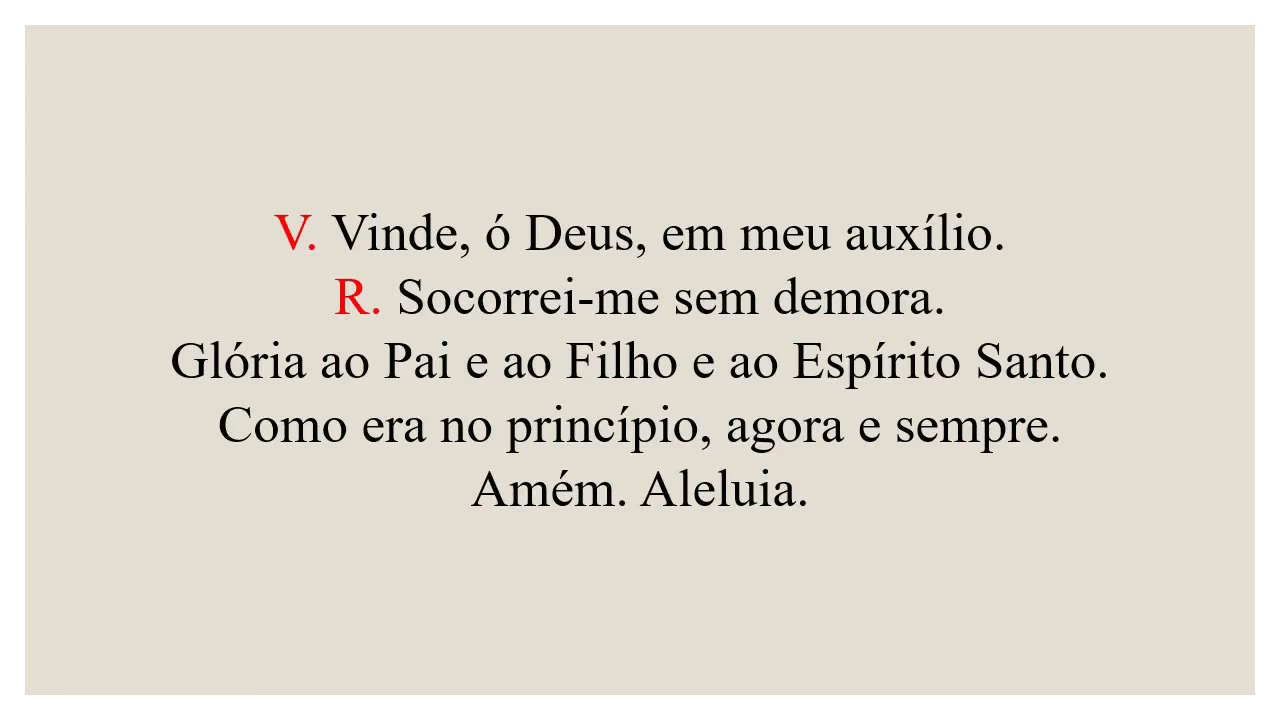 V. Vinde, ó Deus, em meu auxílio.
R. Socorrei-me sem demora.
Glória ao Pai e ao Filho e ao Espírito Santo.
Como era no princípio, agora e sempre.
Amém. Aleluia.